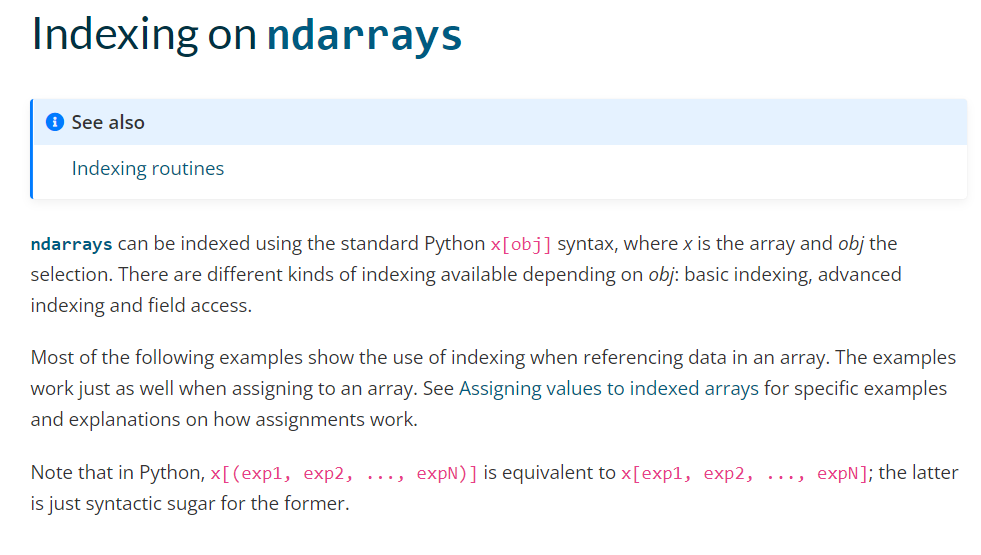 Indexing on ndarrays
See also
Indexing routines
ndarrays can be indexed using the standard Python x[obj] syntax, where x is the array and obj the
selection. There are different kinds of indexing available depending on obj: basic indexing, advanced
indexing and field access.
Most of the following examples show the use of indexing when referencing data in an array. The examples
work just as well when assigning to an array. See Assigning values to indexed arrays for specific examples
and explanations on how assignments work.
Note that in Python, x[(exp1, exp2, ..., expN)] is equivalent to x[exp1, exp2, ..., expN]; the latter
is just syntactic sugar for the former.